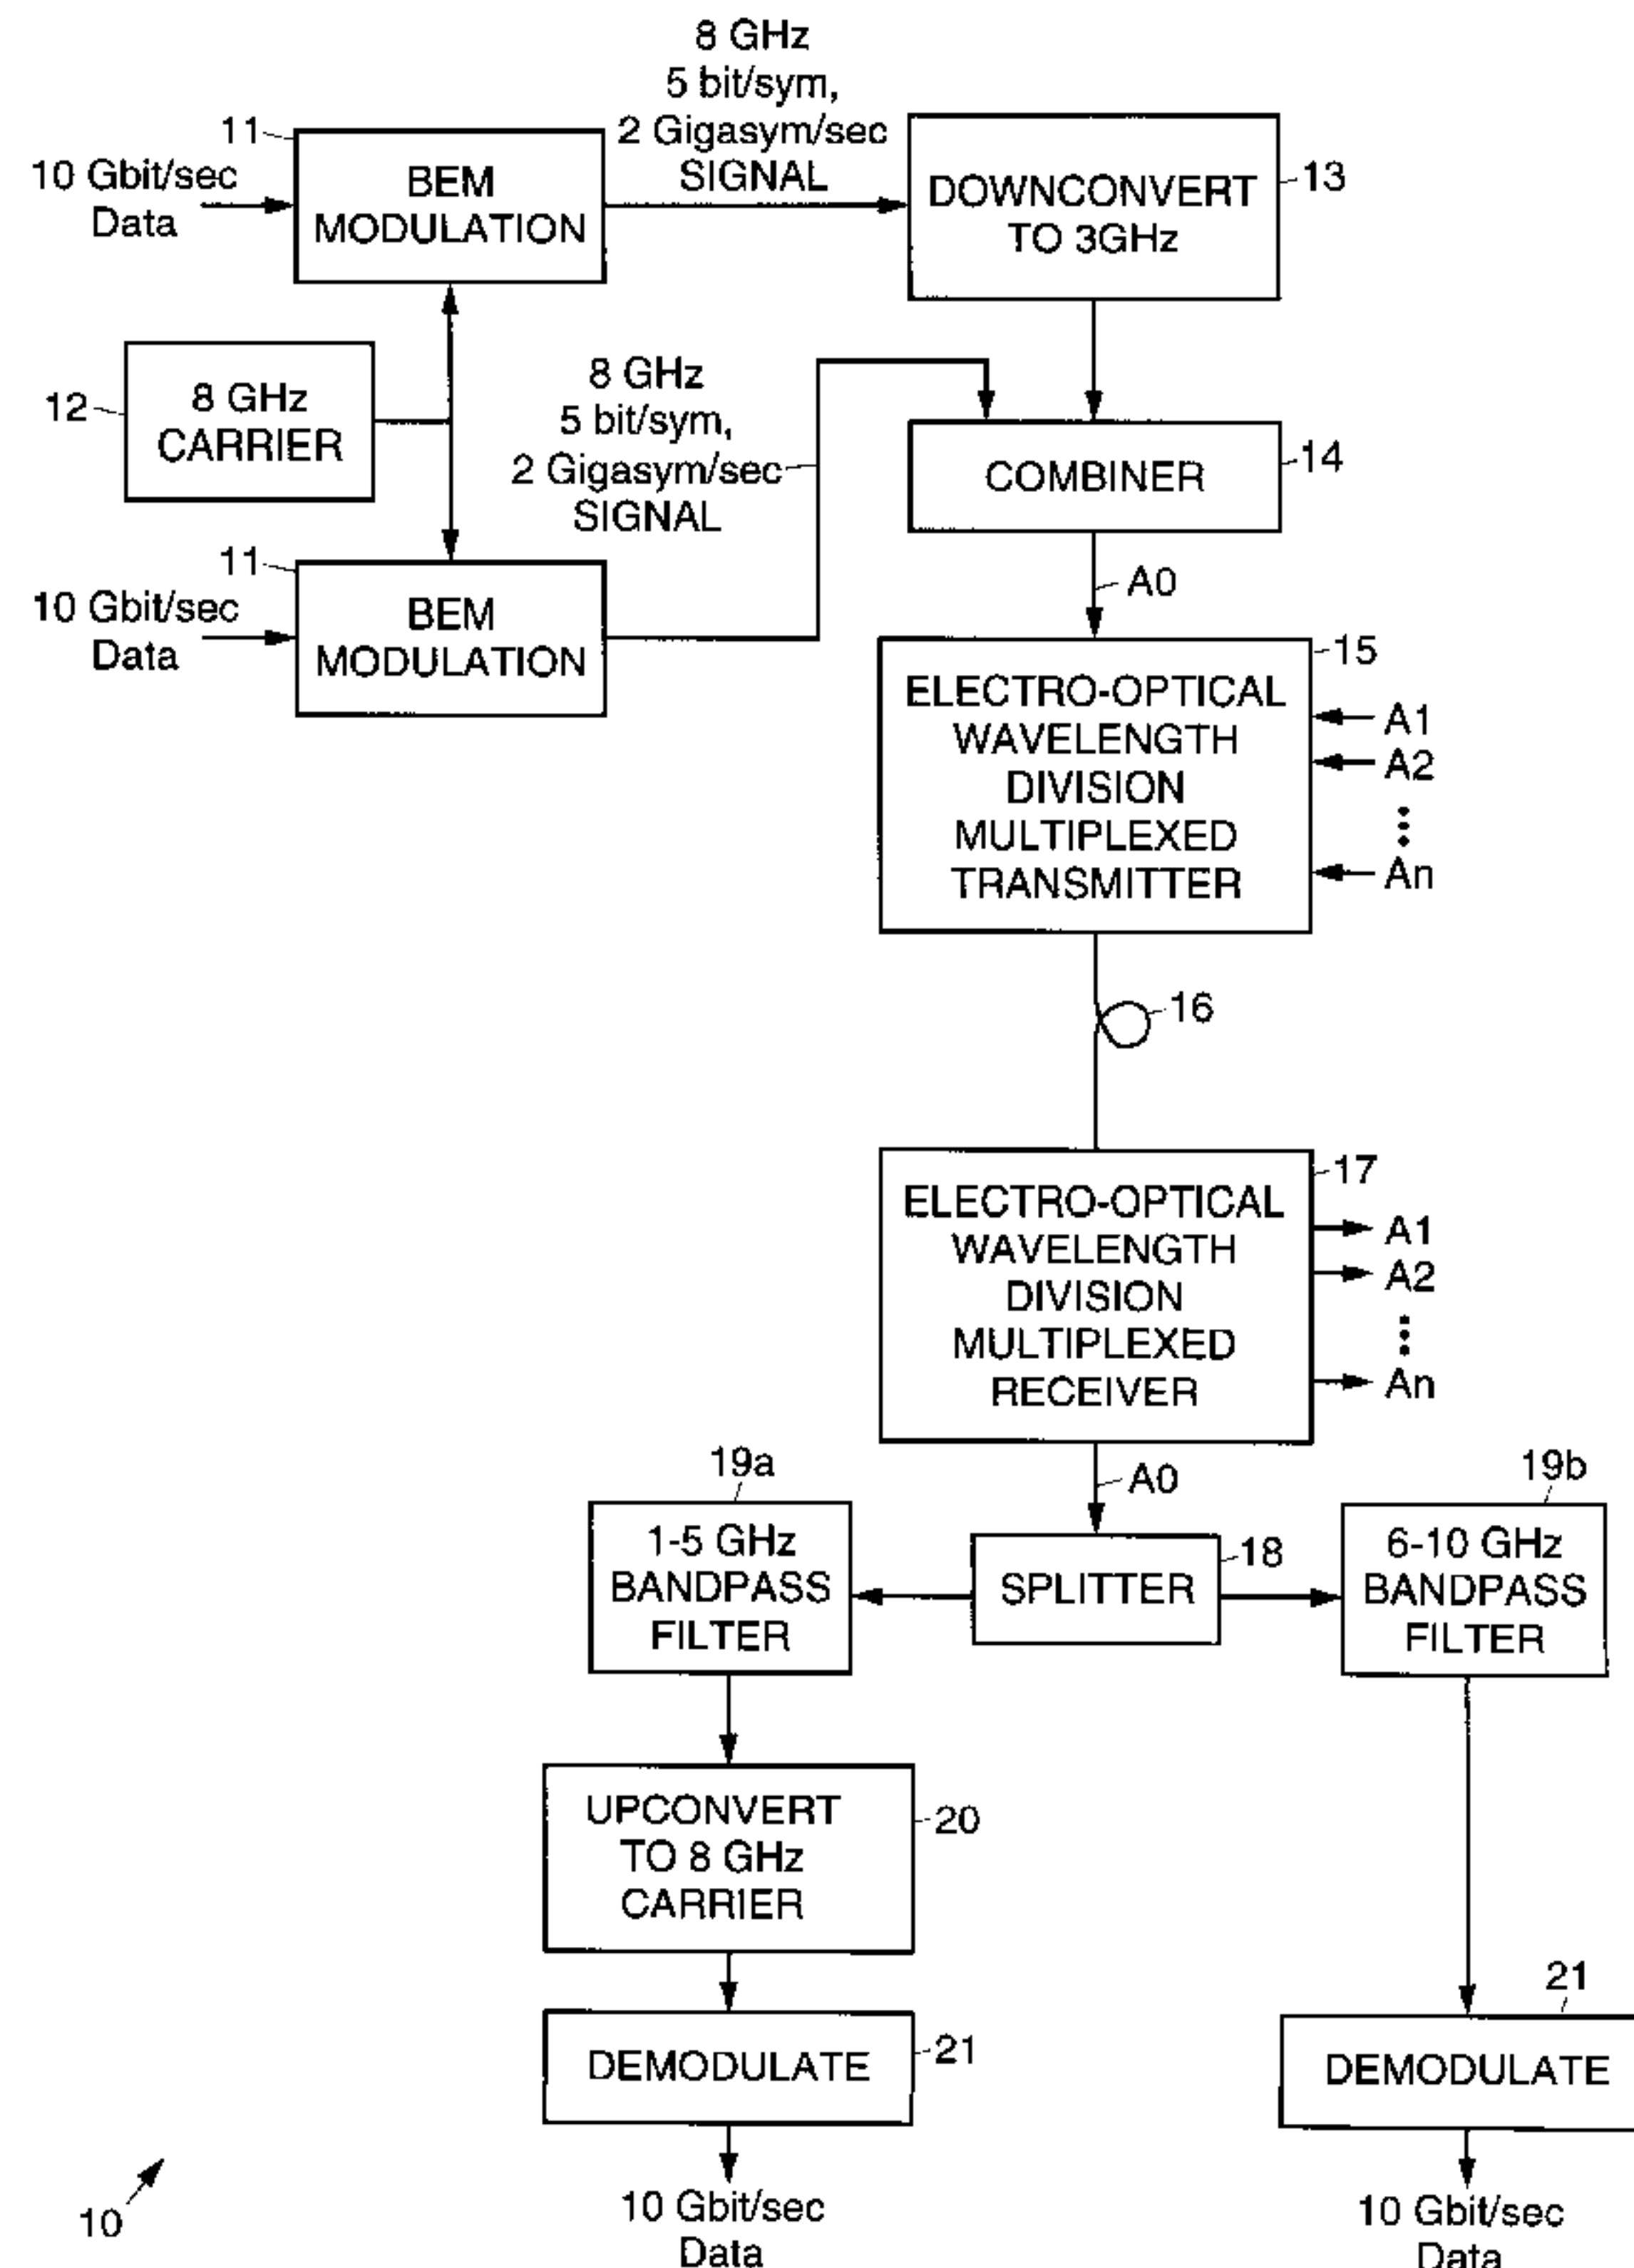 8 GHz
5 bit/sym,
2 Gigasym/sec
SIGNAL
11
10 Gbit/sec
Data
BEM
MODULATION
DOWNCONVERT
TO 3GHz
13
12
8 GHz
CARRIER
8 GHz
5 bit/sym,
2 Gigasym/sec
SIGNAL
COMBINER
14
11
10 Gbit/sec
Data
BEM
MODULATION
A0
15
ELECTRO-OPTICAL
WAVELENGTH
DIVISION
MULTIPLEXED
TRANSMITTER
A1
A2
An
16
17
ELECTRO-OPTICAL
WAVELENGTH
DIVISION
MULTIPLEXED
RECEIVER
A1
A2
An
A0
19a
1-5 GHz
BANDPASS
FILTER
SPLITTER
18
19b
6-10 GHz
BANDPASS
FILTER
UPCONVERT
TO 8 GHz
CARRIER
20
DEMODULATE
21
21
DEMODULATE
10 Gbit/sec
Data
10 Gbit/sec
Data
10